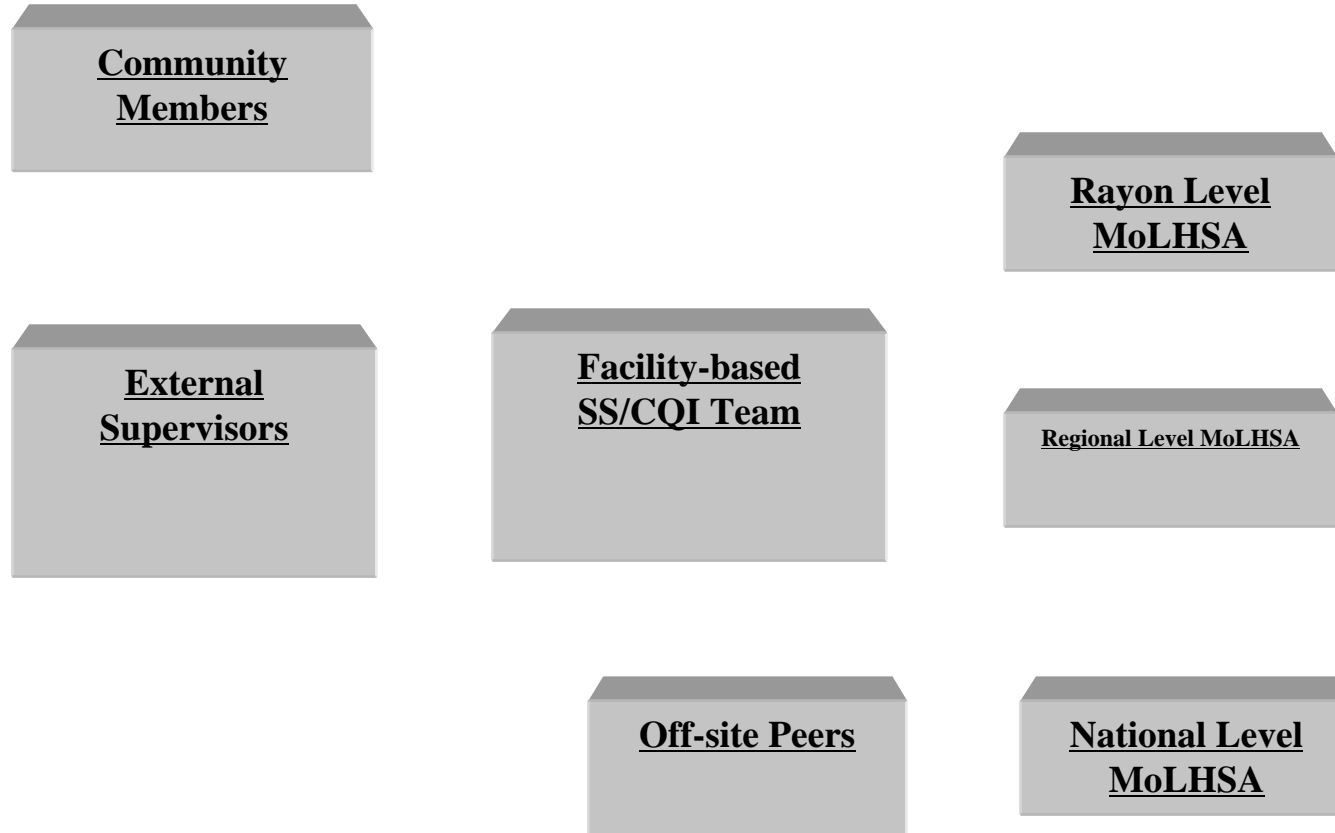 Community
Members
Rayon Level
MoLHSA
External
Supervisors
Facility-based
SS/CQI Team
Regional Level MoLHSA
Off-site Peers
National Level
MoLHSA